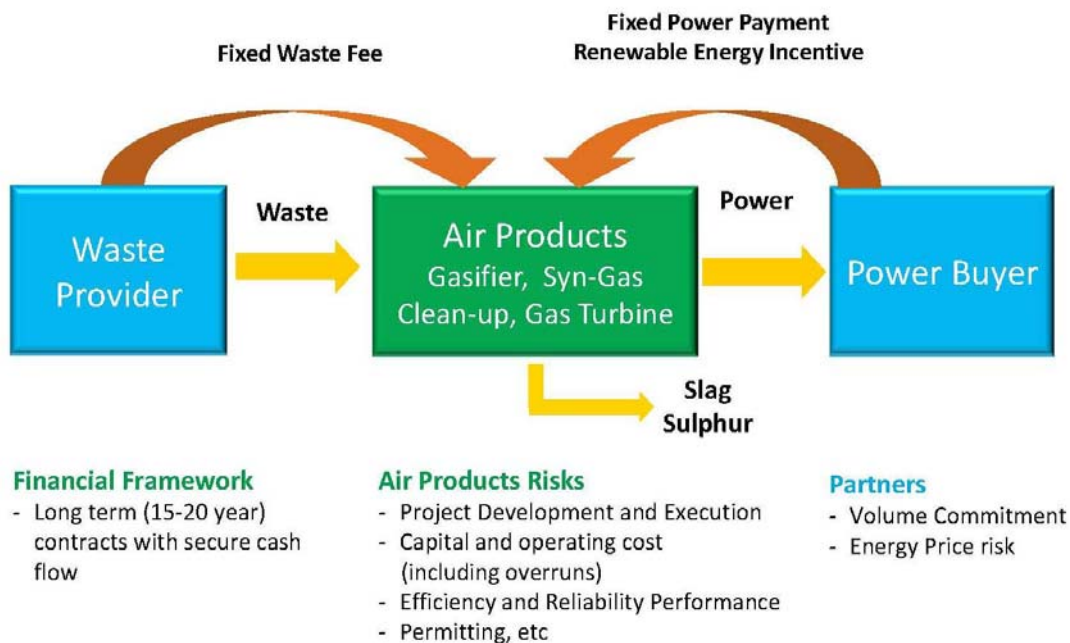 Fixed Waste Fee
Fixed Power Payment
Renewable Energy Incentive
Waste
Provider
Waste
Air Products
Gasifier, Syn-Gas
Clean-up, Gas Turbine
Power
Power Buyer
Slag
Sulphur
Financial Framework
- Long term (15-20 year)
contracts with secure cash
flow
Air Products Risks
- Project Development and Execution
- Capital and operating cost
(including overruns)
- Efficiency and Reliability Performance
- Permitting, etc
Partners
- Volume Commitment
- Energy Price risk